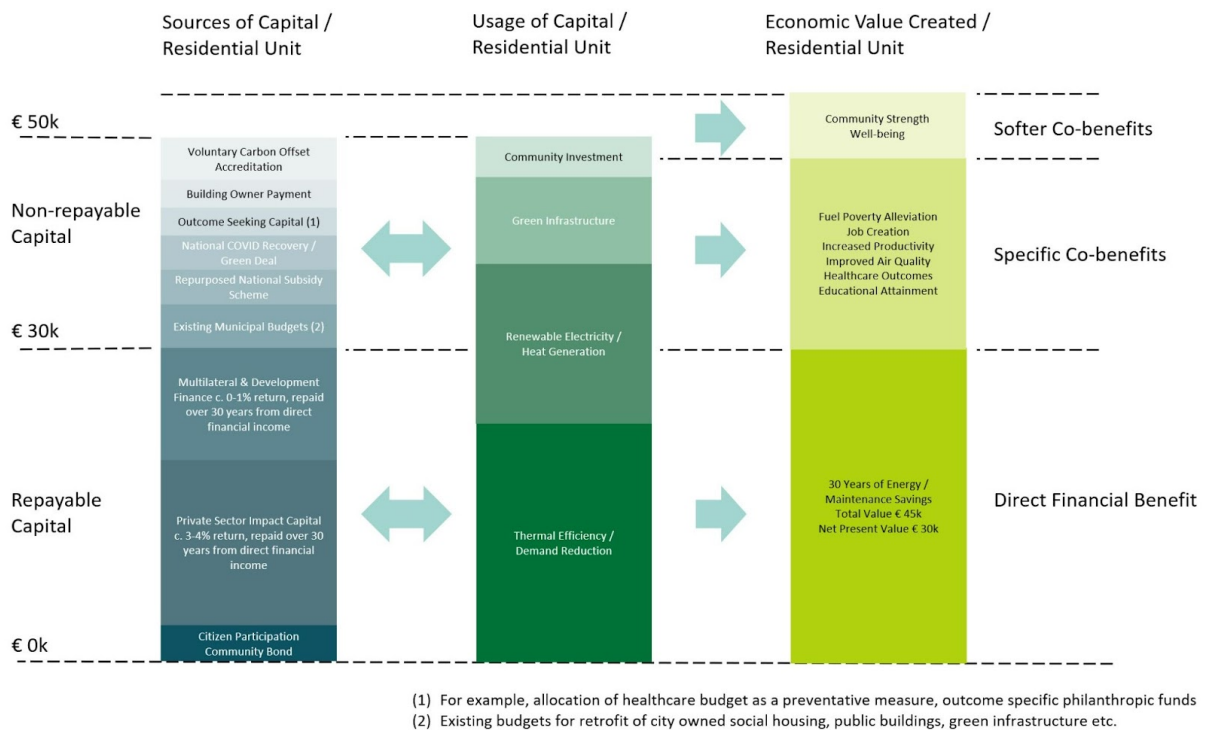 Sources of Capital /
Residential Unit
Usage of Capital /
Residential Unit
Economic Value Created /
Residential Unit
€ 50k
Non-repayable
Capital
€ 30k
Repayable
Capital
€ 0k
Voluntary Carbon Offset
Accreditation
Building Owner Payment
Outcome Seeking Capital (1)
National COVID Recovery /
Green Deal
Repurposed National Subsidy
Scheme
Existing Municipal Budgets (2)
Multilateral & Development
Finance c. 0-1% return, repaid
over 30 years from direct
financial income
Private Sector Impact Capital
c. 3-4% return, repaid over 30
years from direct financial
income
Citizen Participation
Community Bond
Community Investment
Green Infrastructure
Renewable Electricity /
Heat Generation
Thermal Efficiency /
Demand Reduction
Community Strength
Well-being
Fuel Poverty Alleviation
Job Creation
Increased Productivity
Improved Air Quality
Healthcare Outcomes
Educational Attainment
30 Years of Energy /
Maintenance Savings
Total Value € 45k
Net Present Value € 30k
Softer Co-benefits
Specific Co-benefits
Direct Financial Benefit
(1) For example, allocation of healthcare budget as a preventative measure, outcome specific philanthropic funds
(2) Existing budgets for retrofit of city owned social housing, public buildings, green infrastructure etc.